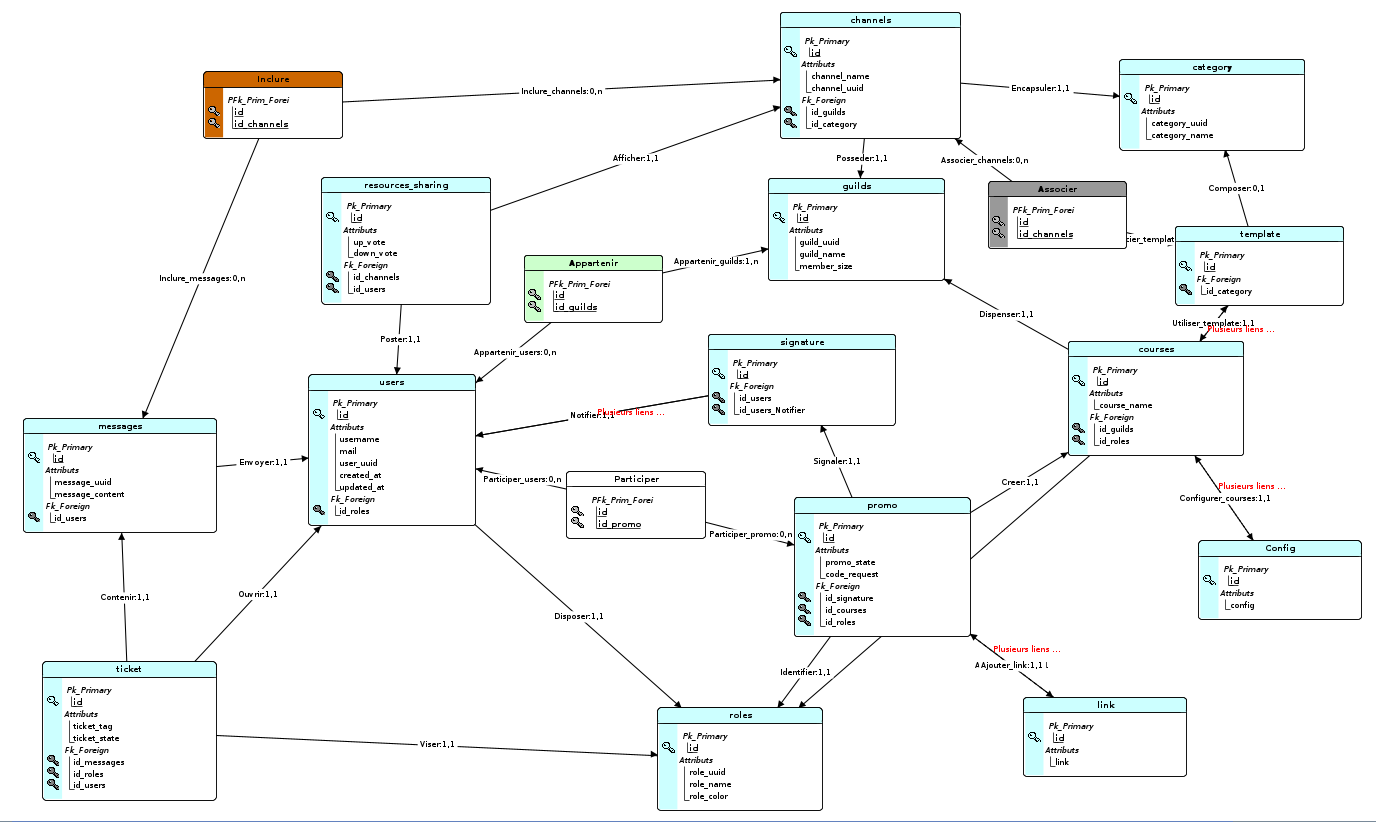 channels
Pk_Primary
id
Attributs
channel_name
channel_uuid
Fk_Foreign
id_guilds
id_category
category
Pk_Primary
id
Attributs
category_uuid
category_name
Inclure
PFk_Prim_Forei
id
id_channels
Inclure_channels:0,n
Encapsuler:1,1
Afficher:1,1
Posseder:1,1
Associer_channels:0,n
resources_sharing
Pk_Primary
id
Attributs
up_vote
down_vote
Fk_Foreign
id_channels
id_users
guilds
Pk_Primary
id
Attributs
guild_uuid
guild_name
member_size
Associer
PFk_Prim_Forei
id
id_channels
Composer:0,1
cier_templat
template
Pk_Primary
id
Fk_Foreign
id_category
Appartenir
PFk_Prim_Forei
id
id_guilds
Appartenir_guilds:1,n
Inclure_messages:0,n
Dispenser:1,1
Utiliser_template:1,1
Plusieurs liens ...
Poster:1,1
Appartenir_users:0,n
signature
Pk_Primary
id
Fk_Foreign
id_users
id_users_Notifier
courses
Pk_Primary
id
Attributs
course_name
Fk_Foreign
id_guilds
id_roles
users
Pk_Primary
id
Attributs
username
mail
user_uuid
created_at
updated_at
Fk_Foreign
id_roles
Notifier:1,1
Plusieurs liens ...
messages
Pk_Primary
id
Attributs
message_uuid
message_content
Fk_Foreign
id_users
Envoyer:1,1
Signaler:1,1
Participer_users:0,n
Participer
PFk_Prim_Forei
id
id_promo
Participer_promo:0,n
Creer:1,1
Plusieurs liens ...
Configurer_courses:1,1
promo
Pk_Primary
id
Attributs
promo_state
code_request
Fk_Foreign
id_signature
id_courses
id_roles
Config
Pk_Primary
id
Attributs
config
Contenir:1,1
Ouvrir:1,1
Disposer:1,1
Plusieurs liens ...
Ajouter_link:1,1
Identifier:1,1
ticket
Pk_Primary
id
Attributs
ticket_tag
ticket_state
Fk_Foreign
id_messages
id_roles
id_users
Viser:1,1
roles
Pk_Primary
id
Attributs
role_uuid
role_name
role_color
link
Pk_Primary
id
Attributs
link